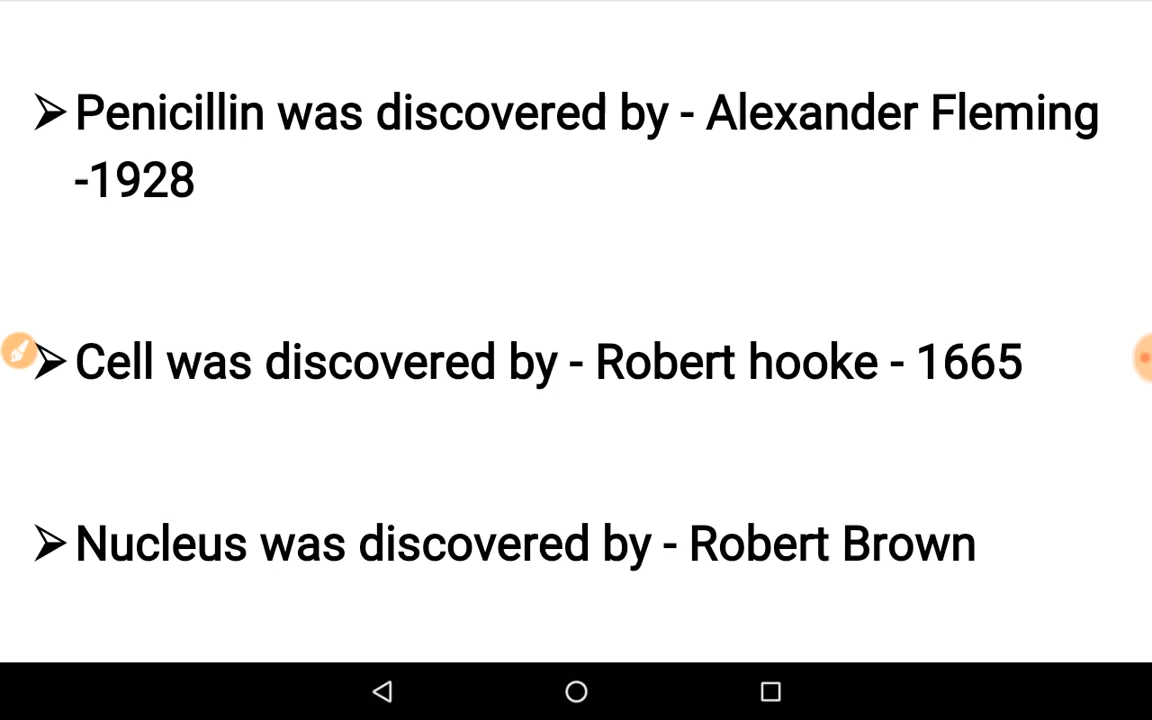 ➢Penicillin was discovered by - Alexander Fleming
-1928
➢Cell was discovered by - Robert hooke - 1665
➢Nucleus was discovered by - Robert Brown